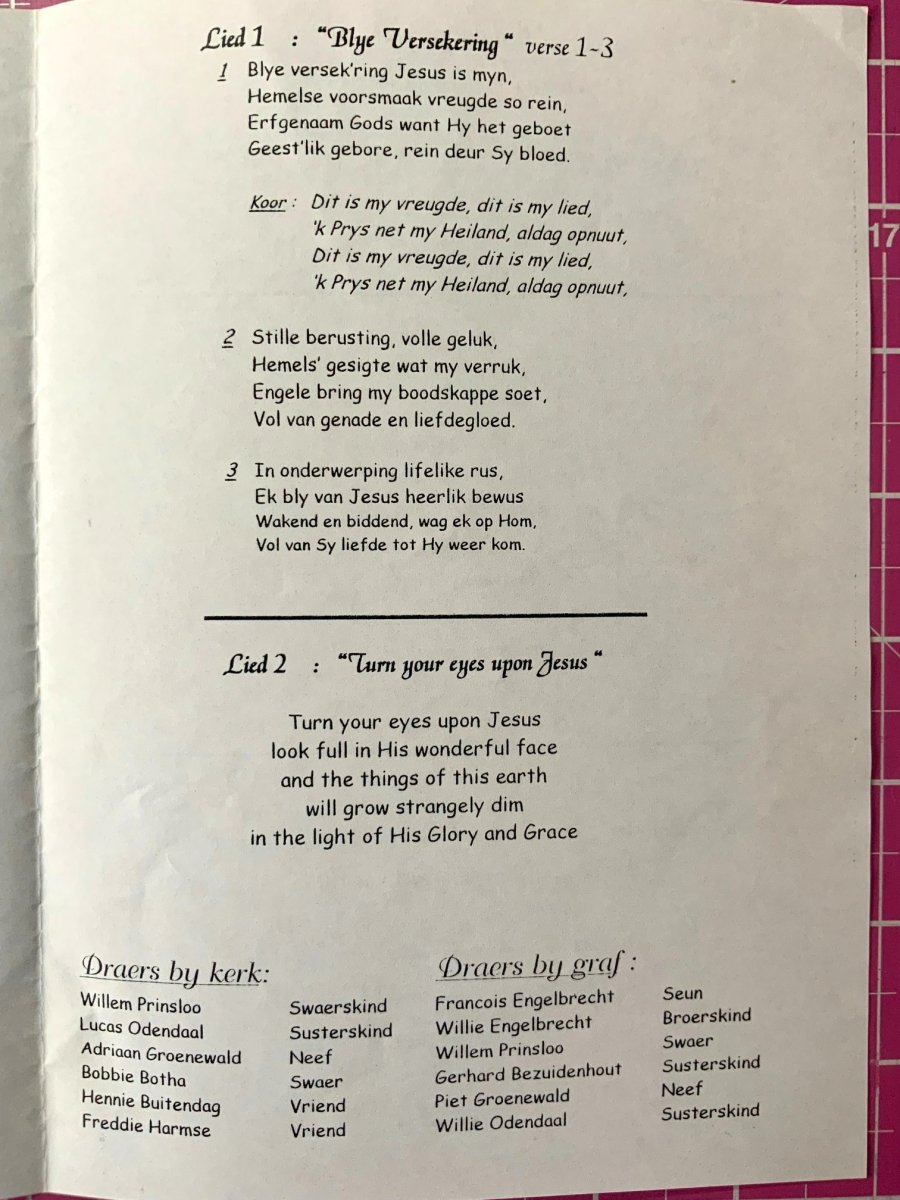 Lied 1 : "Blye Versekering" verse 1-3
1 Blye versek'ring Jesus is myn,
Hemelse voorsmaak vreugde so rein,
Erfgenaam Gods want Hy het geboet
Geest'lik gebore, rein deur Sy bloed.
Koor : Dit is my vreugde, dit is my lied,
'k Prys net my Heiland, aldag opnuut,
Dit is my vreugde, dit is my lied,
'k Prys net my Heiland, aldag opnuut,
2 Stille berusting, volle geluk,
Hemels' gesigte wat my verruk,
Engele bring my boodskappe soet,
Vol van genade en liefdegloed.
3 In onderwerping lifelike rus,
Ek bly van Jesus heerlik bewus
Wakend en biddend, wag ek op Hom,
Vol van Sy liefde tot Hy weer kom.
Lied 2 : "Turn your eyes upon Jesus"
Turn your eyes upon Jesus
look full in His wonderful face
and the things of this earth
will grow strangely dim
in the light of His Glory and Grace
Draers by kerk:
Willem Prinsloo Swaerskind
Lucas Odendaal Susterskind
Adriaan Groenewald Neef
Bobbie Botha Swaer
Hennie Buitendag Vriend
Freddie Harmse Vriend
Draers by graf :
Francois Engelbrecht Seun
Willie Engelbrecht Broerskind
Willem Prinsloo Swaer
Gerhard Bezuidenhout Susterskind
Piet Groenewald Neef
Willie Odendaal Susterskind
17